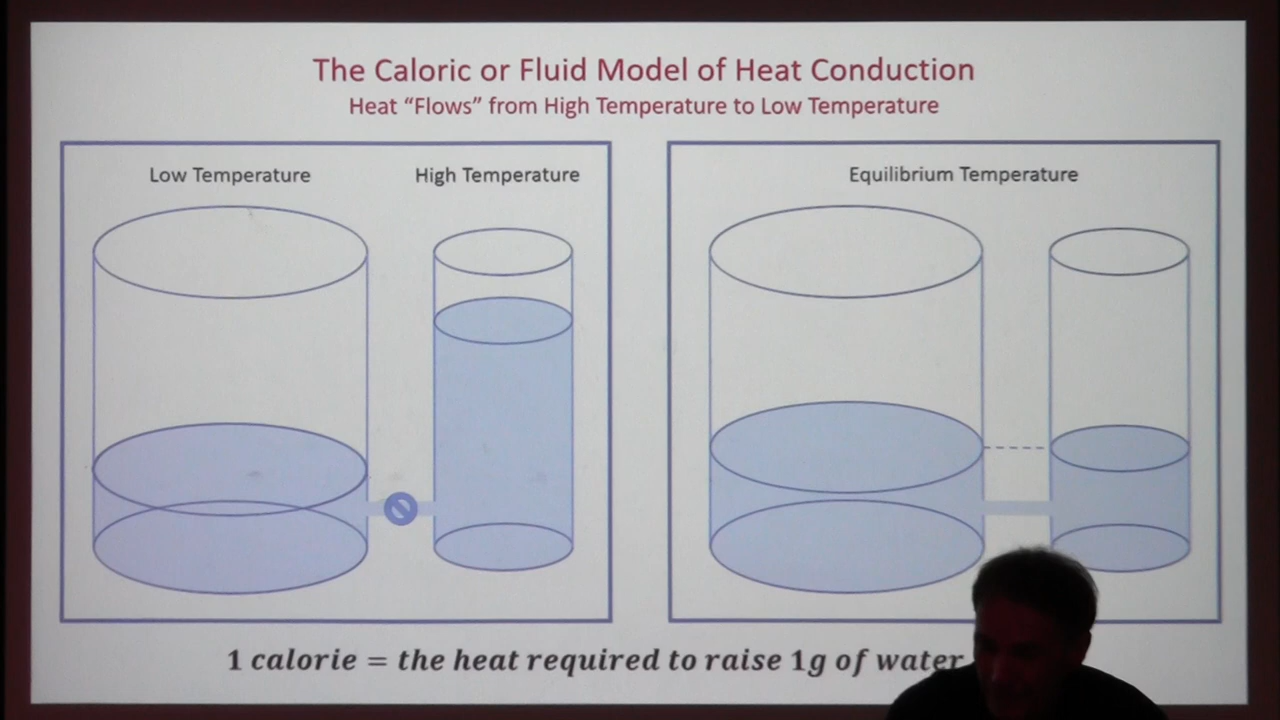 The Caloric or Fluid Model of Heat Conduction
Heat “Flows” from High Temperature to Low Temperature
Low Temperature
High Temperature
Equilibrium Temperature
1 calorie = the heat required to raise 1g of water